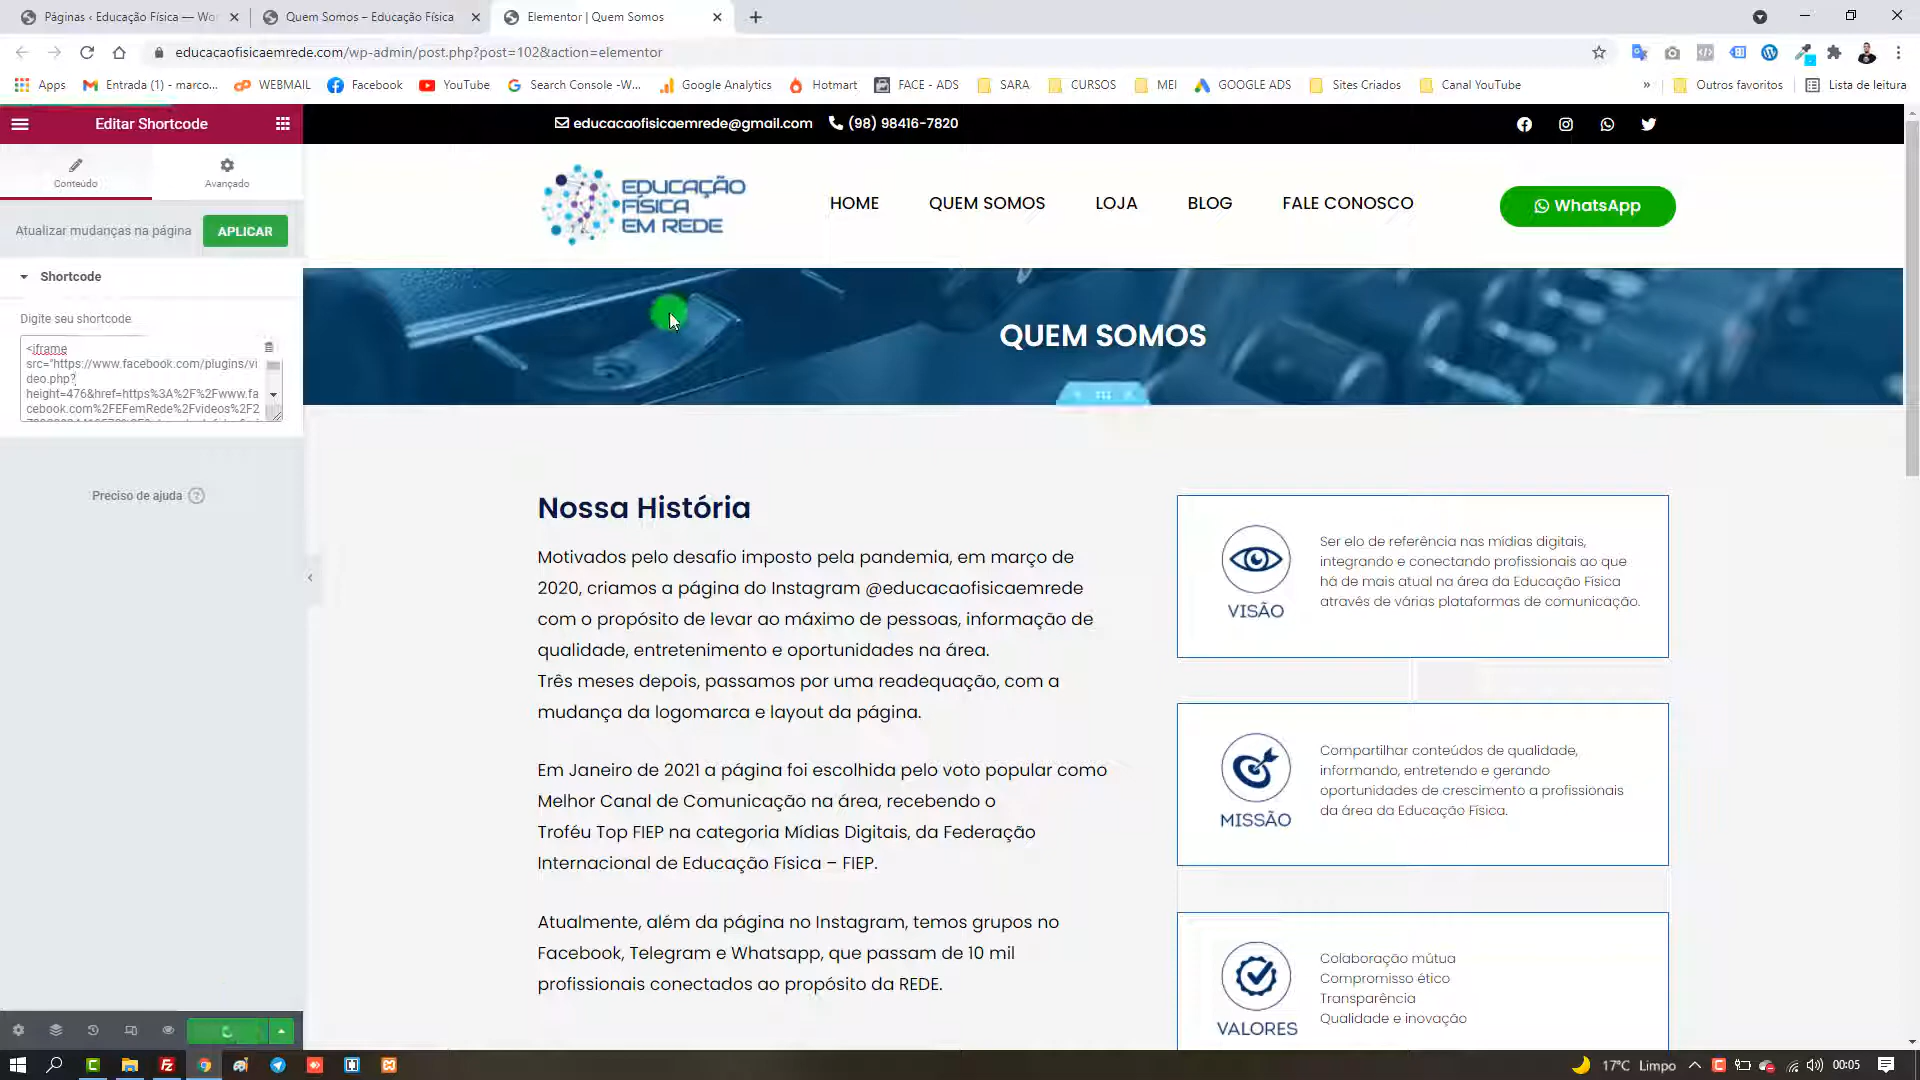 Páginas ‹ Educação Física — Wo
Quem Somos – Educação Física
Elementor | Quem Somos
educacaofisicaemrede.com/wp-admin/post.php?post=102&action=elementor
Apps
Entrada (1) - marco...
WEBMAIL
Facebook
YouTube
Search Console -W...
Google Analytics
Hotmart
FACE - ADS
SARA
CURSOS
MEI
GOOGLE ADS
Sites Criados
Canal YouTube
»
Outros favoritos
Lista de leitura
Editar Shortcode
Conteúdo
Avançado
Atualizar mudanças na página
APLICAR
Shortcode
Digite seu shortcode
<iframe
src="https://www.facebook.com/plugins/vi
deo.php?
height=476&href=https%3A%2F%2Fwww.fa
cebook.com%2FEFemRede%2Fvideos%2F2
Preciso de ajuda
educacaofisicaemrede@gmail.com
(98) 98416-7820
EDUCAÇÃO
FÍSICA
EM REDE
HOME
QUEM SOMOS
LOJA
BLOG
FALE CONOSCO
WhatsApp
QUEM SOMOS
Nossa História
Motivados pelo desafio imposto pela pandemia, em março de
2020, criamos a página do Instagram @educacaofisicaemrede
com o propósito de levar ao máximo de pessoas, informação de
qualidade, entretenimento e oportunidades na área.
Três meses depois, passamos por uma readequação, com a
mudança da logomarca e layout da página.
Em Janeiro de 2021 a página foi escolhida pelo voto popular como
Melhor Canal de Comunicação na área, recebendo o
Troféu Top FIEP na categoria Mídias Digitais, da Federação
Internacional de Educação Física – FIEP.
Atualmente, além da página no Instagram, temos grupos no
Facebook, Telegram e Whatsapp, que passam de 10 mil
profissionais conectados ao propósito da REDE.
VISÃO
Ser elo de referência nas mídias digitais,
integrando e conectando profissionais ao que
há de mais atual na área da Educação Física
através de várias plataformas de comunicação.
MISSÃO
Compartilhar conteúdos de qualidade,
informando, entretendo e gerando
oportunidades de crescimento a profissionais
da área da Educação Física.
VALORES
Colaboração mútua
Compromisso ético
Transparência
Qualidade e inovação
17°C Limpo
00:05